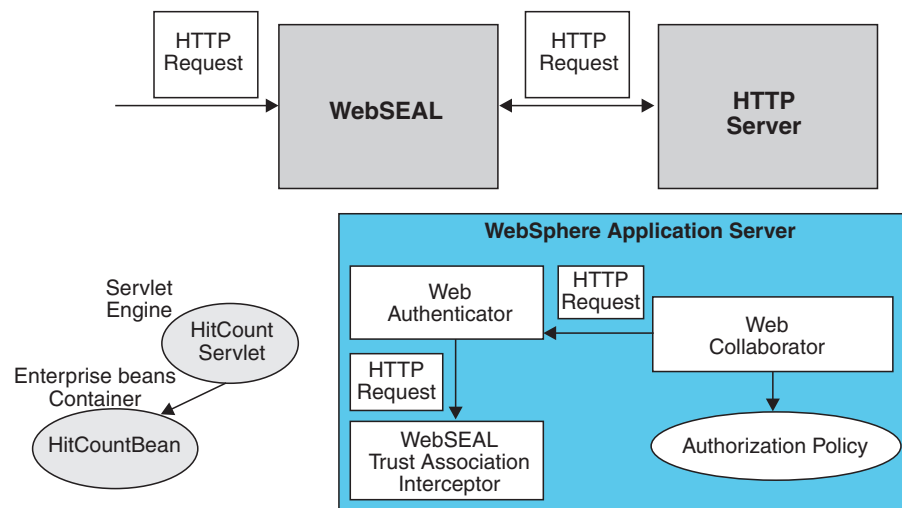 HTTP
Request
HTTP
Request
WebSEAL
HTTP
Server
WebSphere Application Server
Servlet
Engine
HitCount
Servlet
Enterprise beans
Container
HitCountBean
Web
Authenticator
HTTP
Request
Web
Collaborator
HTTP
Request
WebSEAL
Trust Association
Interceptor
Authorization Policy